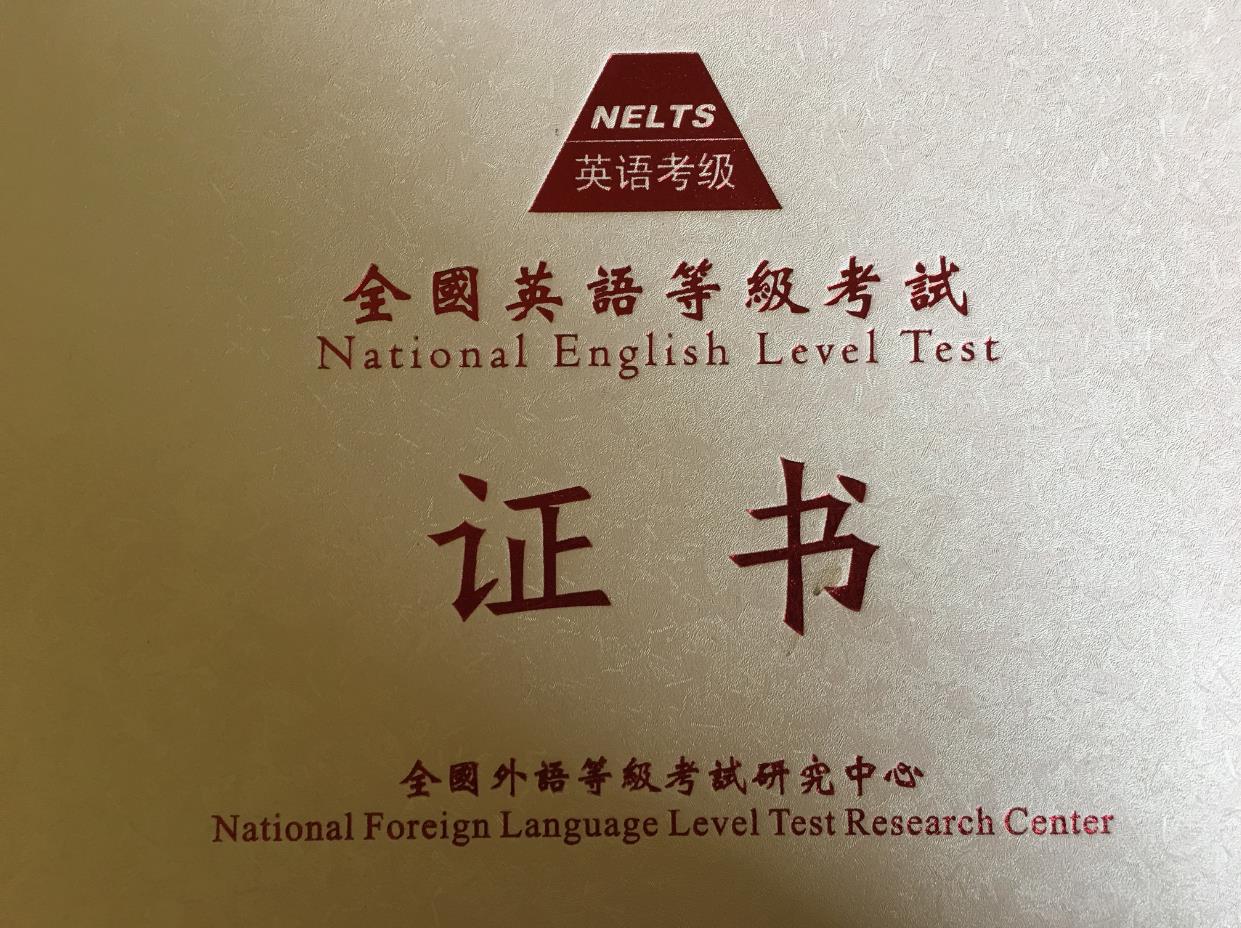 NELTS
英语考级
全國英語等級考試
National English Level Test
证书
全國外語等級考試研究中心
National Foreign Language Level Test Research Center